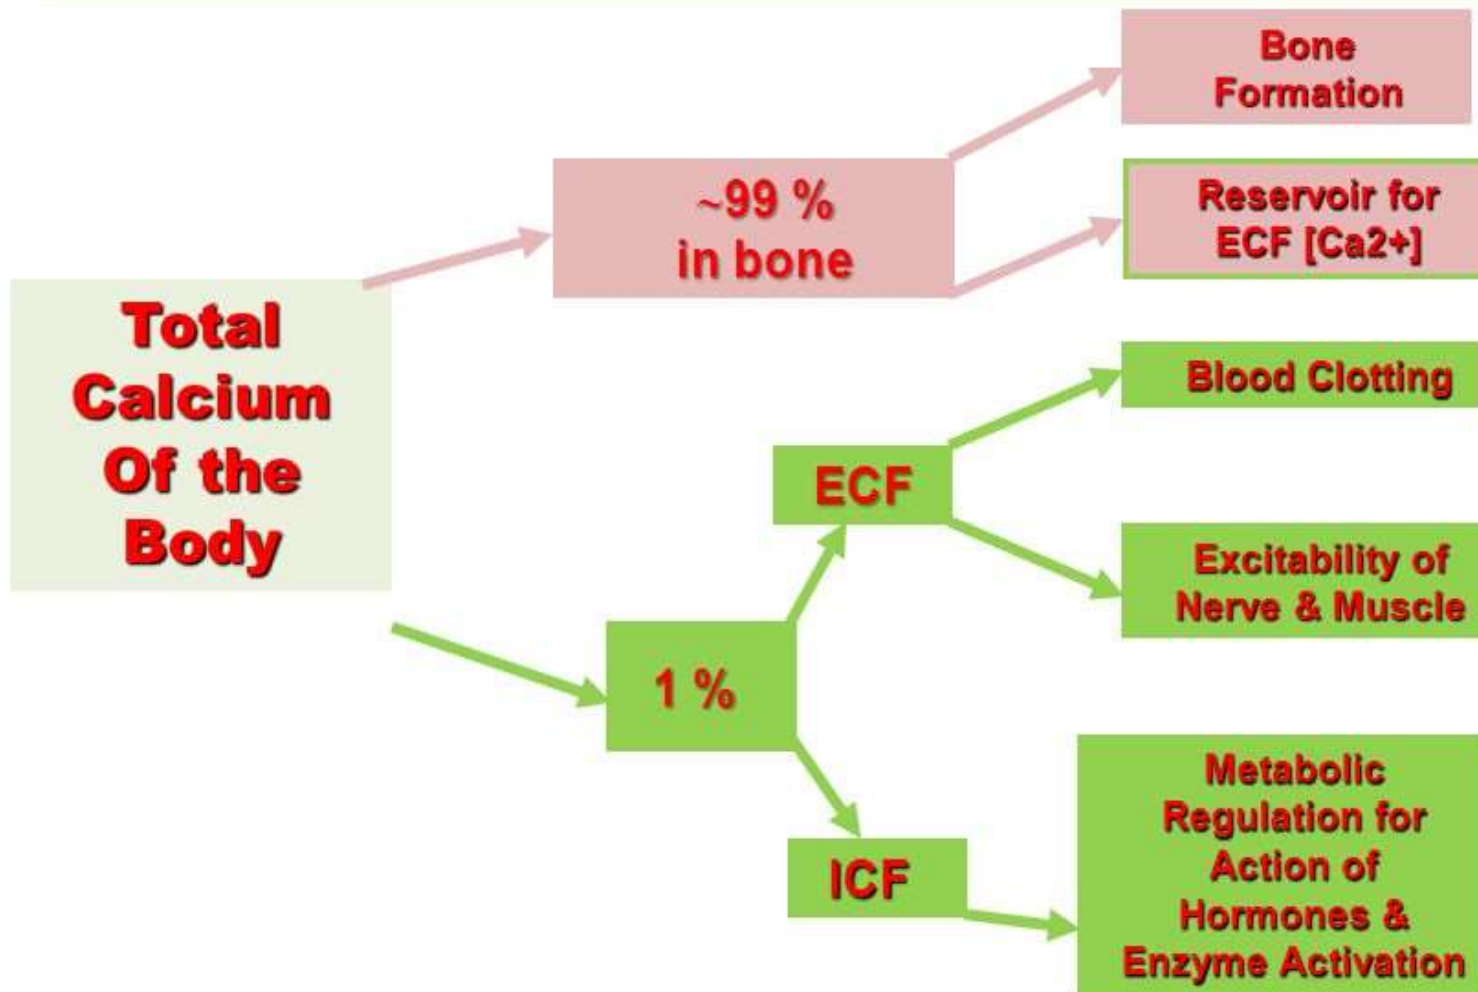 Bone
Formation
~99 %
in bone
Reservoir for
ECF [Ca2+]
Total
Calcium
Of the
Body
Blood Clotting
ECF
Excitability of
Nerve & Muscle
1 %
ICF
Metabolic
Regulation for
Action of
Hormones &
Enzyme Activation